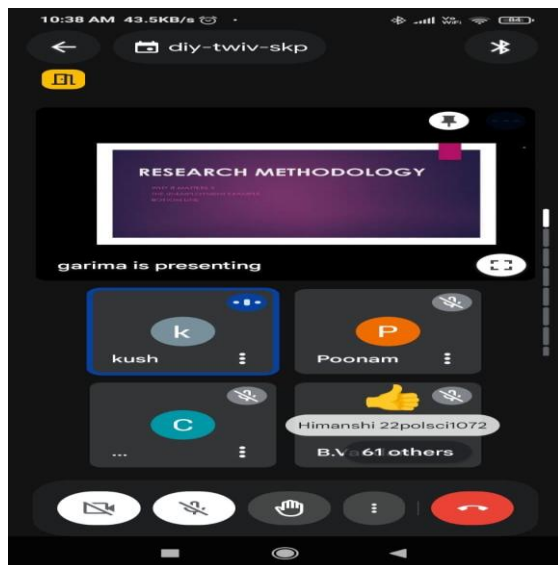 10:38 AM 43.5KB/s
84
diy-twiv-skp
RESEARCH METHODOLOGY
garima is presenting
k
kush
P
Poonam
C
...
Himanshi 22polsci1072
61 others